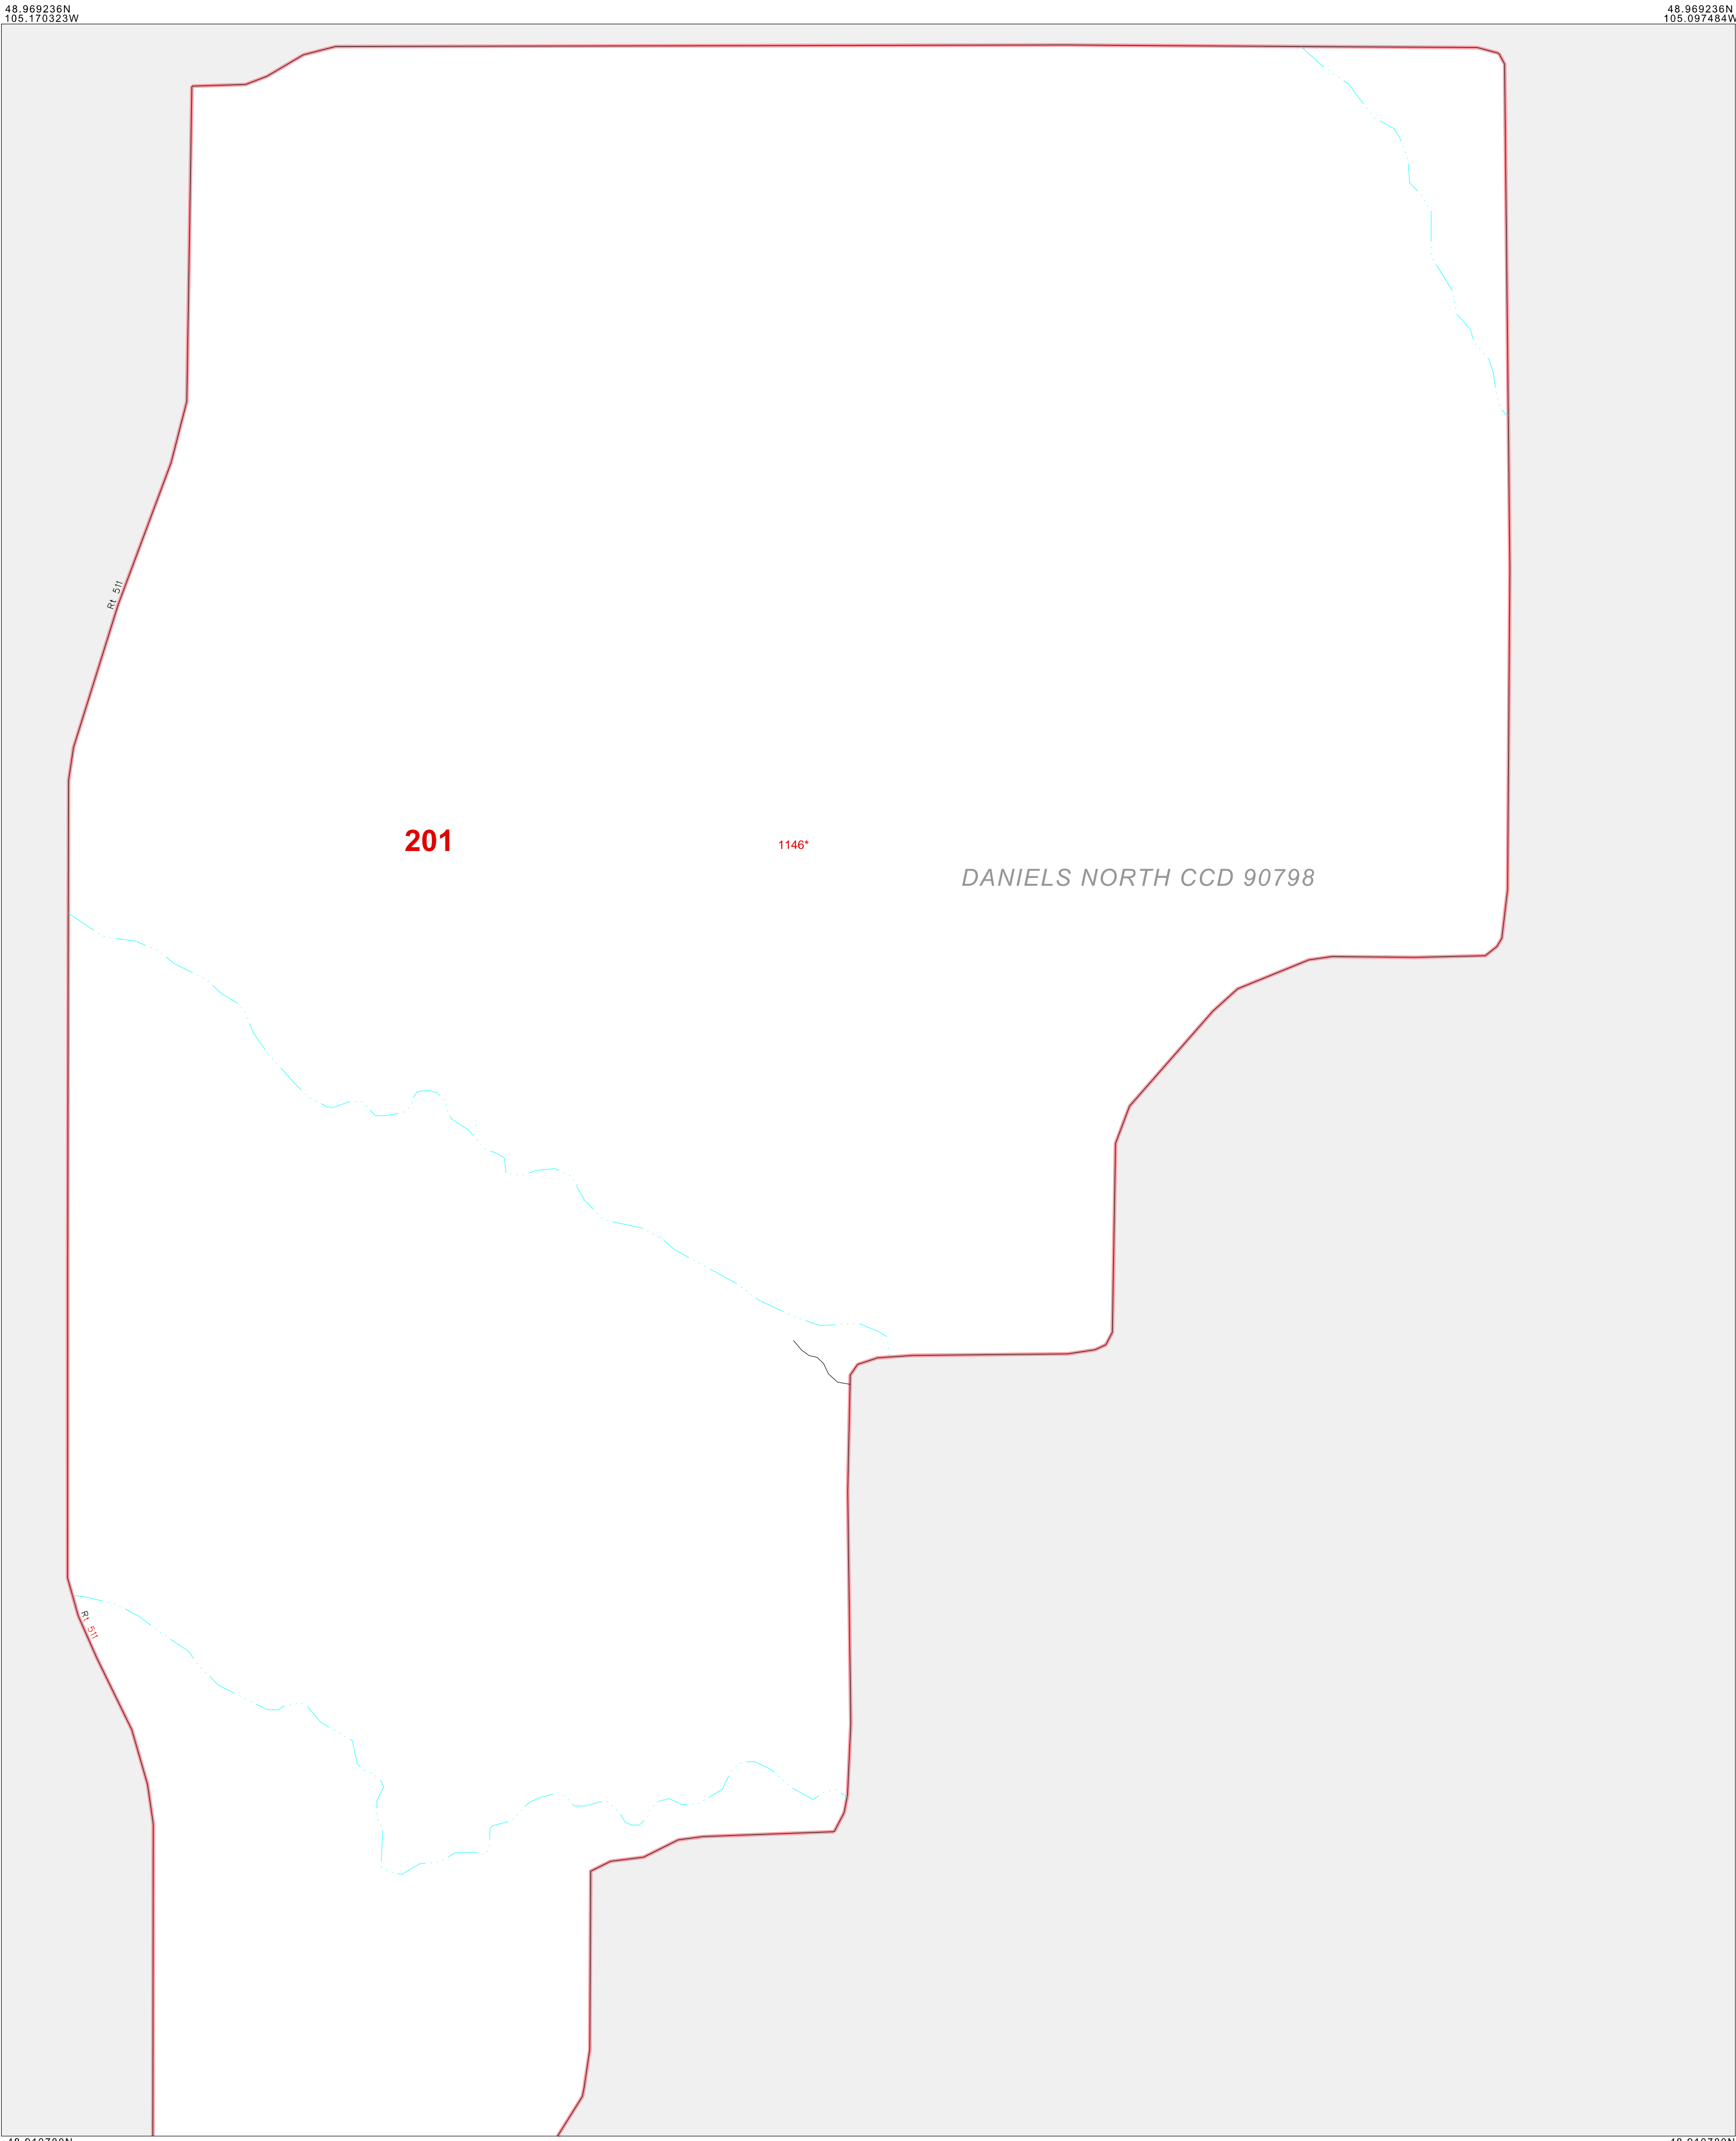 48.969236N
105.170323W
48.969236N
105.097484W
Rt 511
201
1146*
DANIELS NORTH CCD 90798
Rt 511